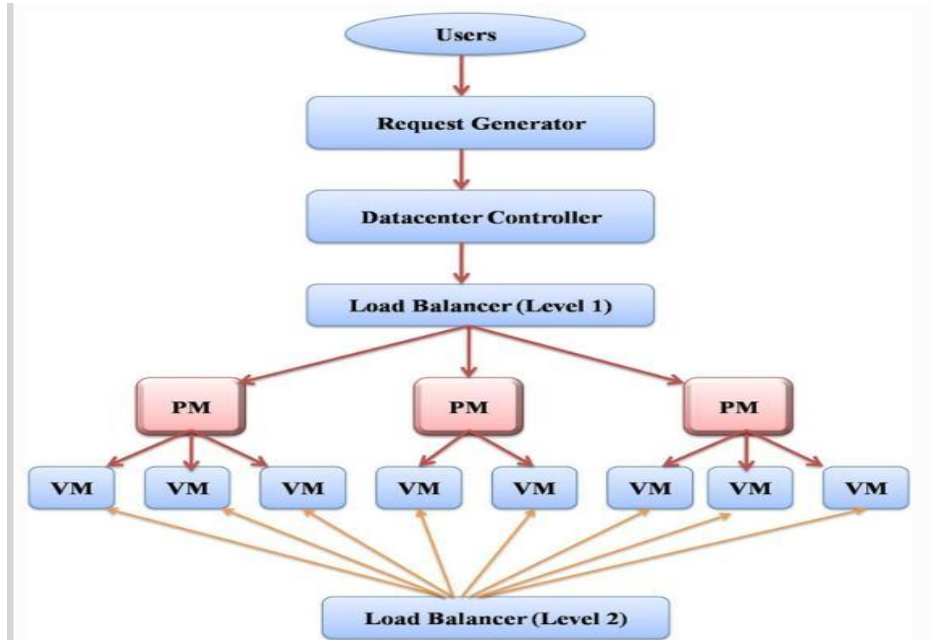 Users
Request Generator
Datacenter Controller
Load Balancer (Level 1)
PM
PM
PM
VM
VM
VM
VM
VM
VM
VM
VM
Load Balancer (Level 2)